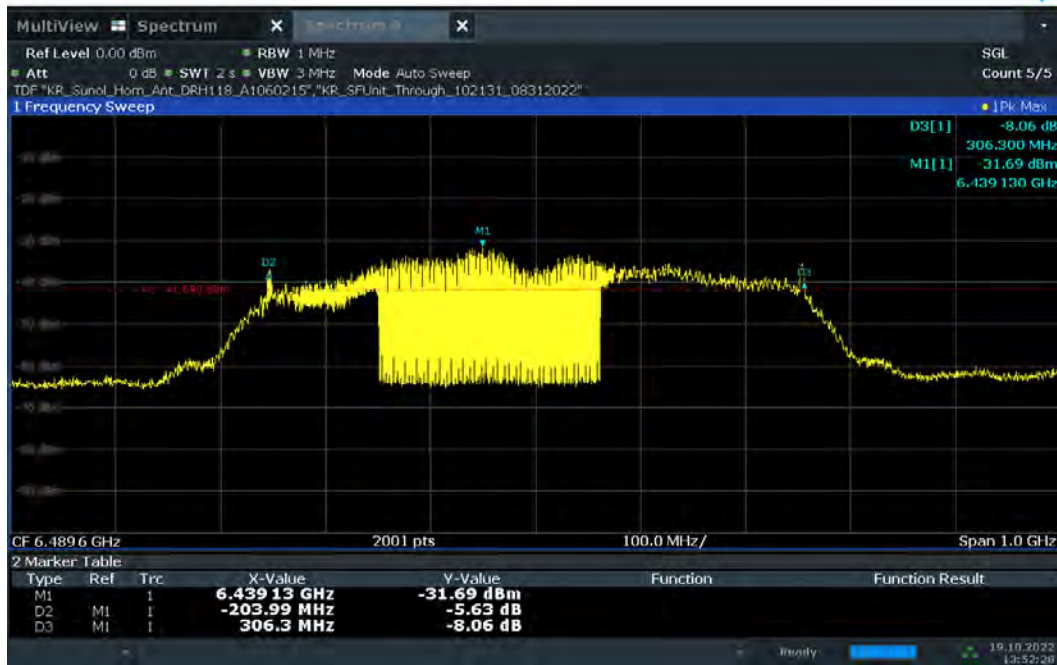 MultiView Spectrum X X
Ref Level 0.00 dBm RBW 1 MHz SGL
Att 0 dB SWT 2 s VBW 3 MHz Mode Auto Sweep Count 5/5
TDF "KR_Sunol_Horn_Ant_DRH118_A1060215","KR_SFUnit_Through_102131_08312022"
1 Frequency Sweep 1Pk Max
D3[1] -8.06 dB
306.300 MHz
M1[1] -31.69 dBm
6.439 130 GHz
M1
D2
D3
CF 6.4896 GHz 2001 pts 100.0 MHz/ Span 1.0 GHz
2 Marker Table
Type Ref Trc X-Value Y-Value Function Function Result
M1 1 6.439 13 GHz -31.69 dBm
D2 M1 1 -203.99 MHz -5.63 dB
D3 M1 1 306.3 MHz -8.06 dB
Ready 19.10.2022
13:52:28